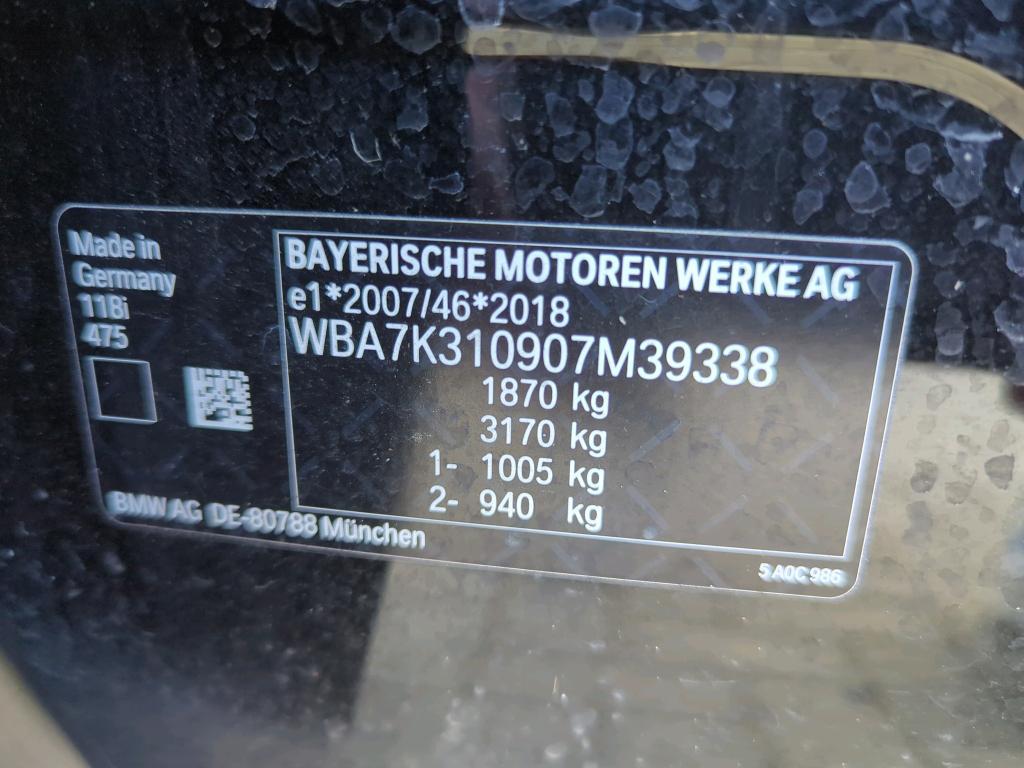 Made in
Germany
118i
475
BAYERISCHE MOTOREN WERKE AG
e1*2007/46*2018
WBA7K310907M39338
1870 kg
3170 kg
1- 1005 kg
2- 940 kg
BMW AG DE-80788 München
5 A0C 986